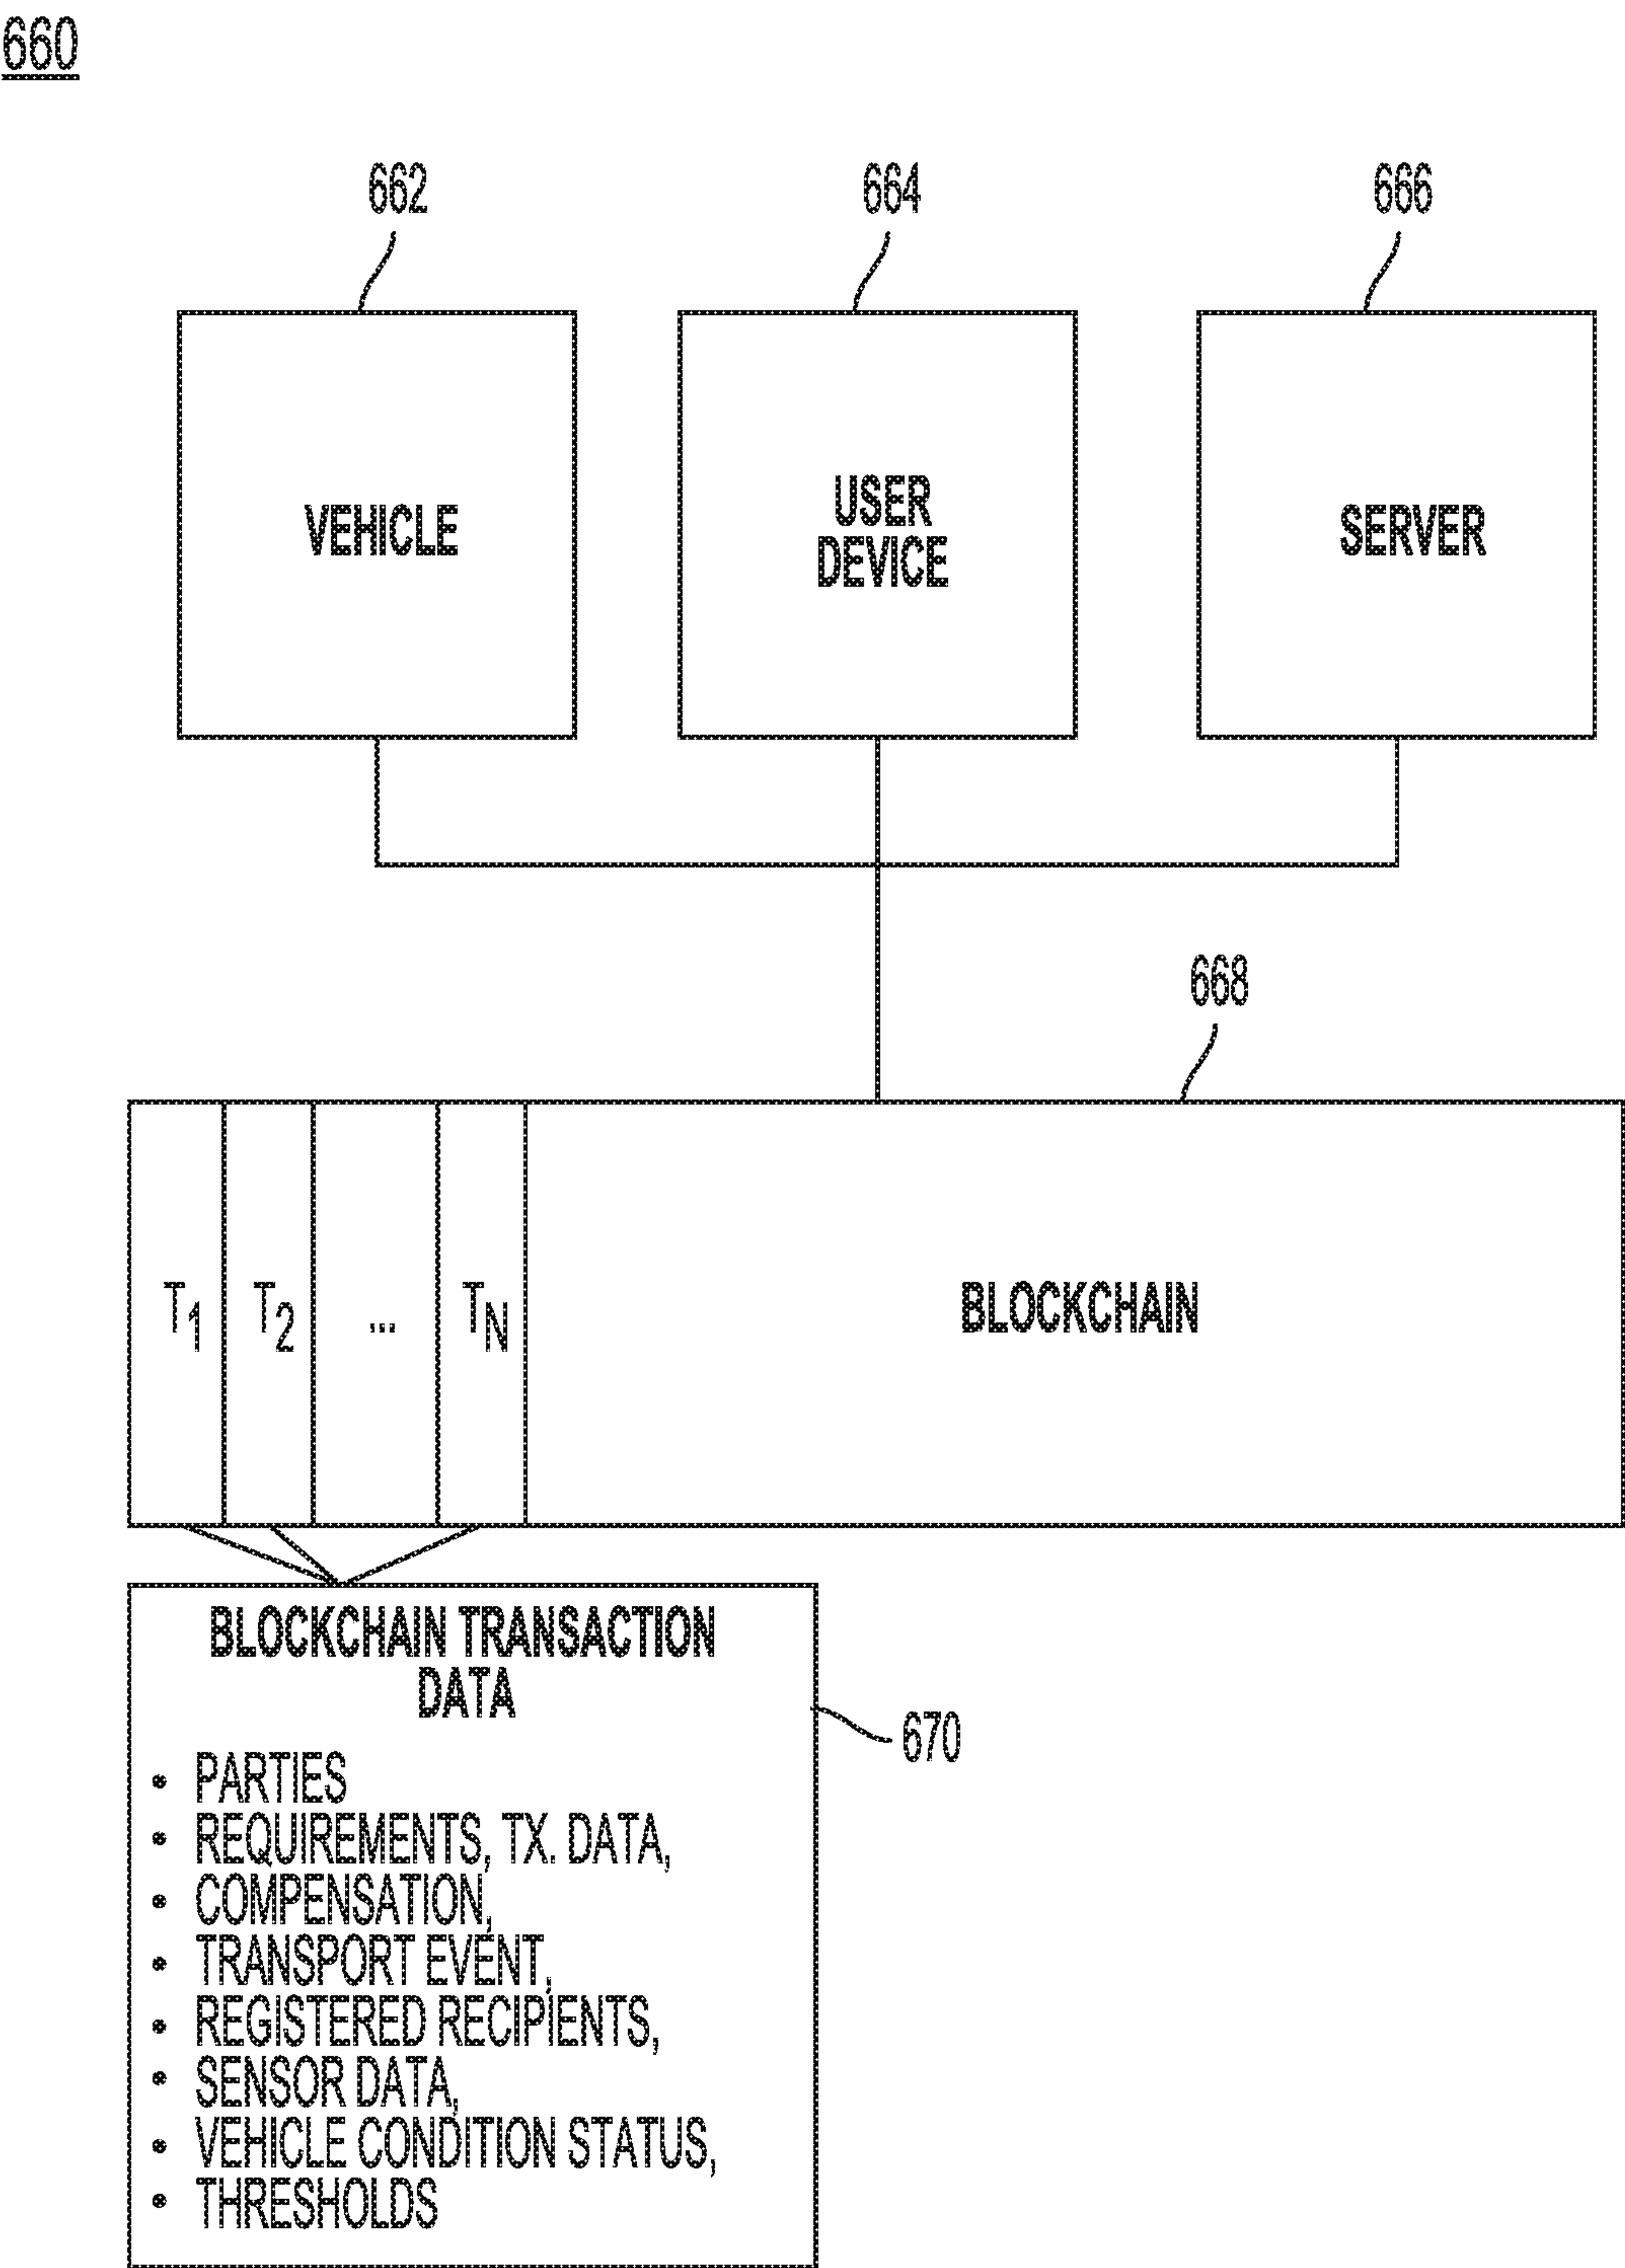 660
662
664
666
VEHICLE
USER
DEVICE
SERVER
668
T1
T2
...
TN
BLOCKCHAIN
BLOCKCHAIN TRANSACTION
DATA
670
• PARTIES
• REQUIREMENTS, TX. DATA,
• COMPENSATION,
• TRANSPORT EVENT,
• REGISTERED RECIPIENTS,
• SENSOR DATA,
• VEHICLE CONDITION STATUS,
• THRESHOLDS